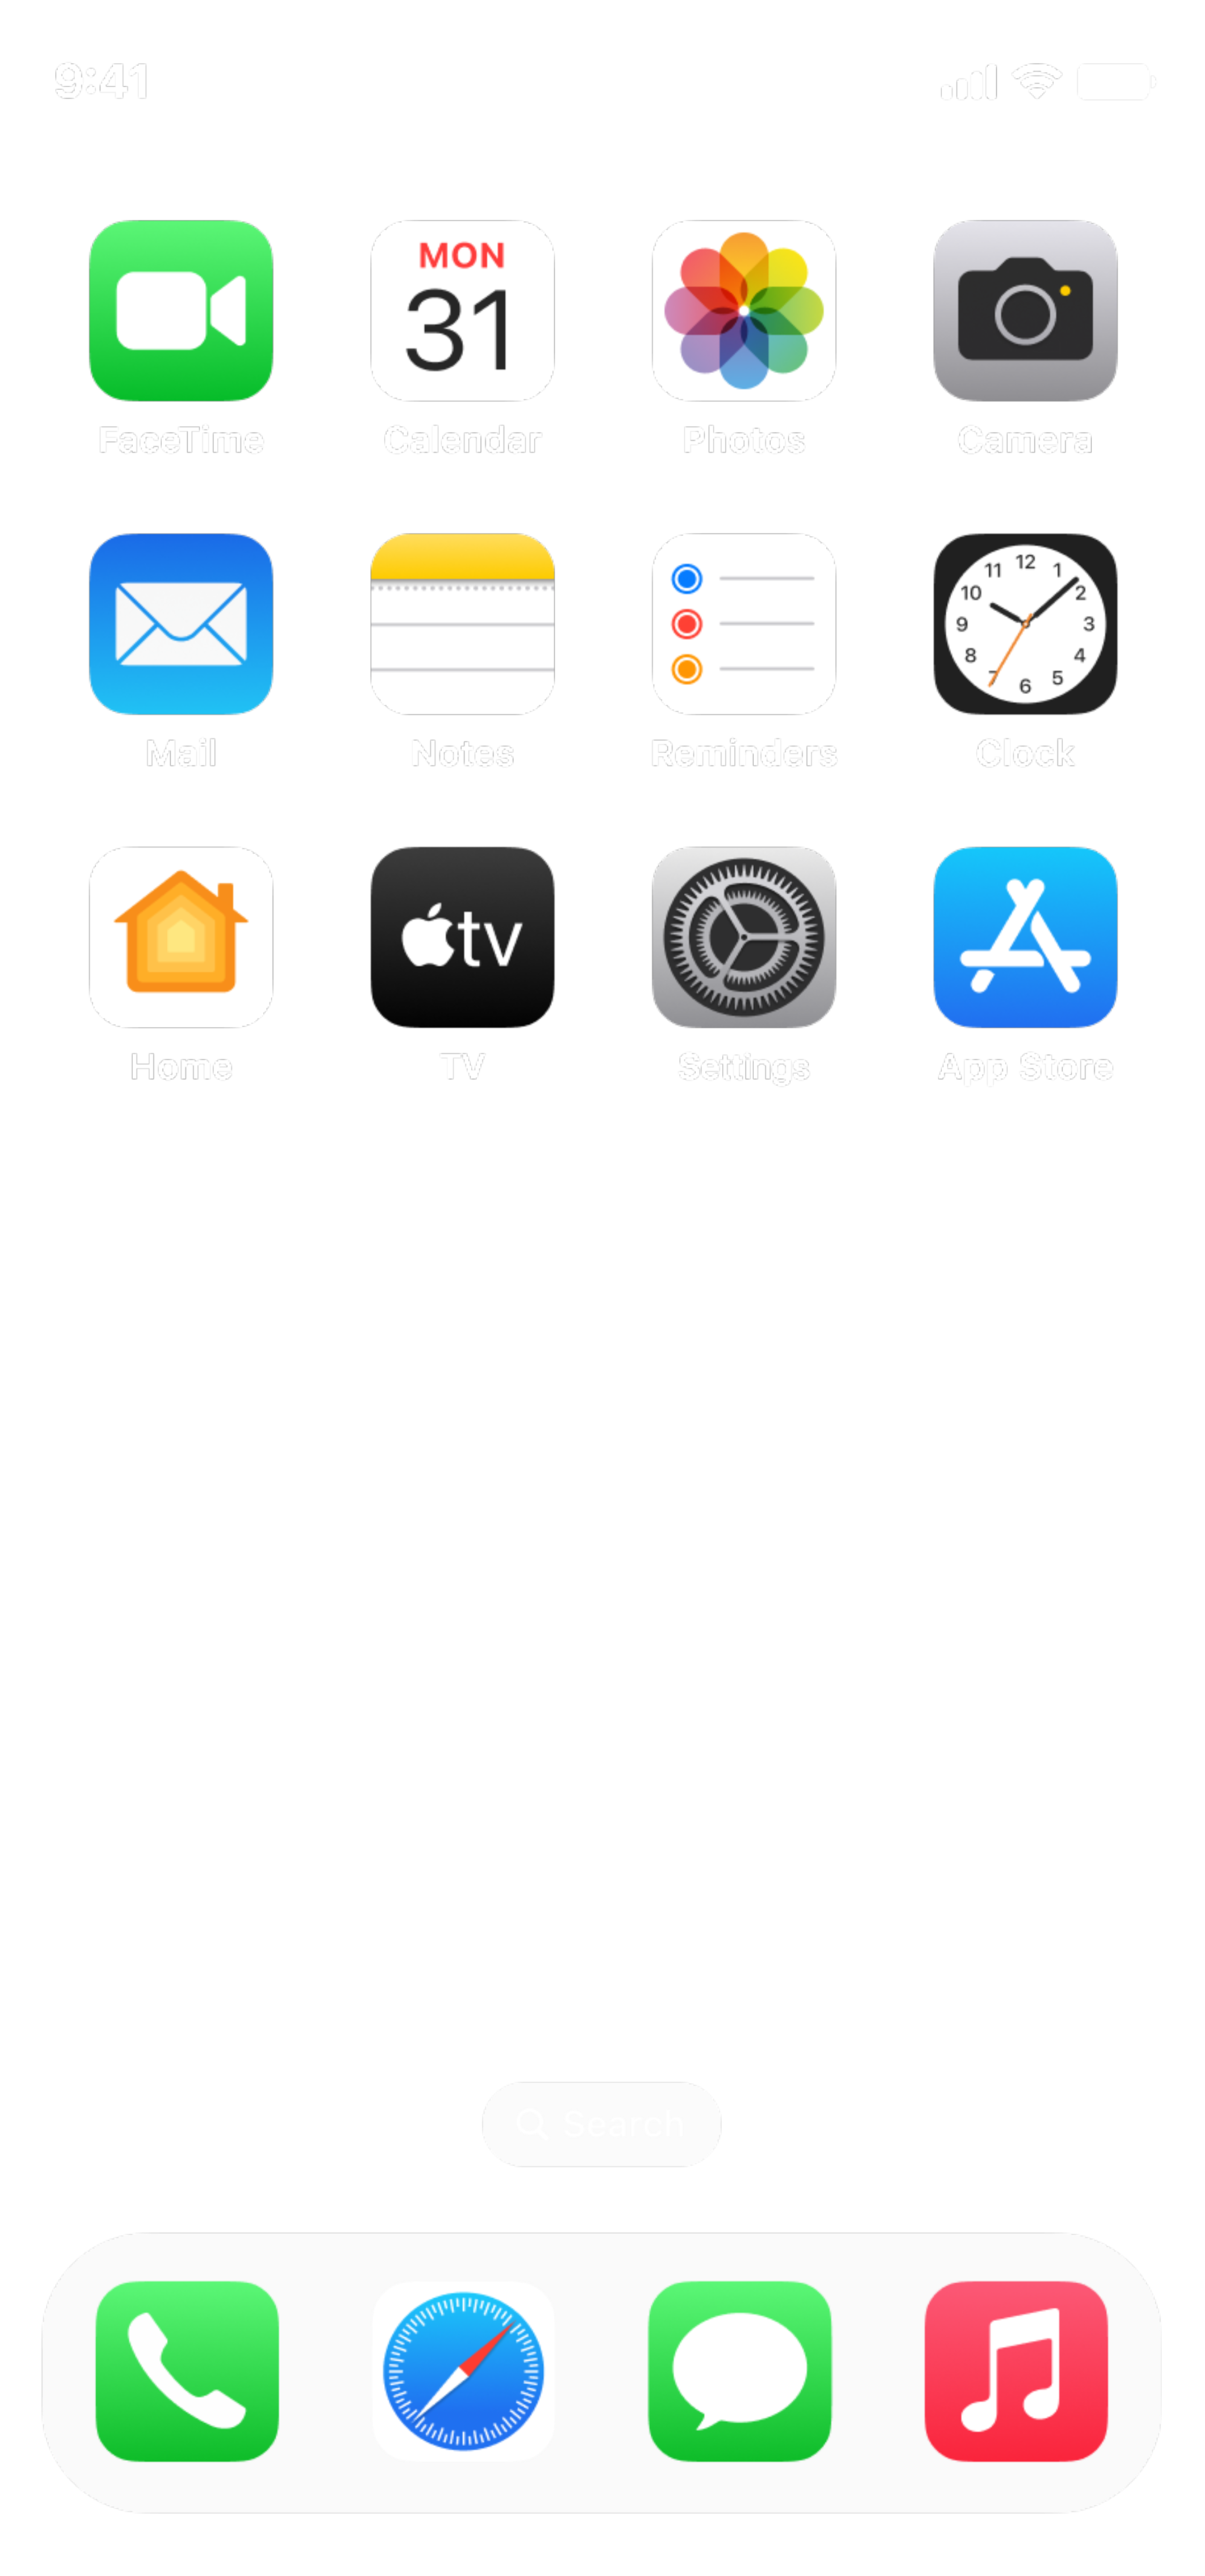 9:41
MON
31
FaceTime
Calendar
Photos
Camera
12
11
1
10
2
9
3
8
4
7
5
6
Mail
Notes
Reminders
Clock
tv
Home
TV
Settings
App Store
Search